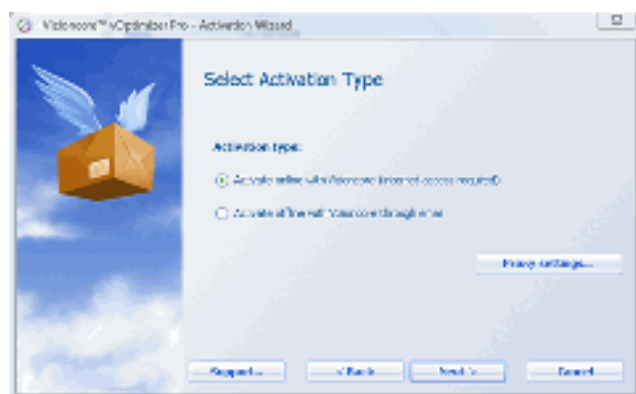 Vizioncore™ vOptimizer Pro - Activation Wizard
Select Activation Type
Activation type:
Activate online with Vizioncore (internet access required)
Activate offline with Vizioncore through email
Proxy settings...
Support...
< Back
Next >
Cancel